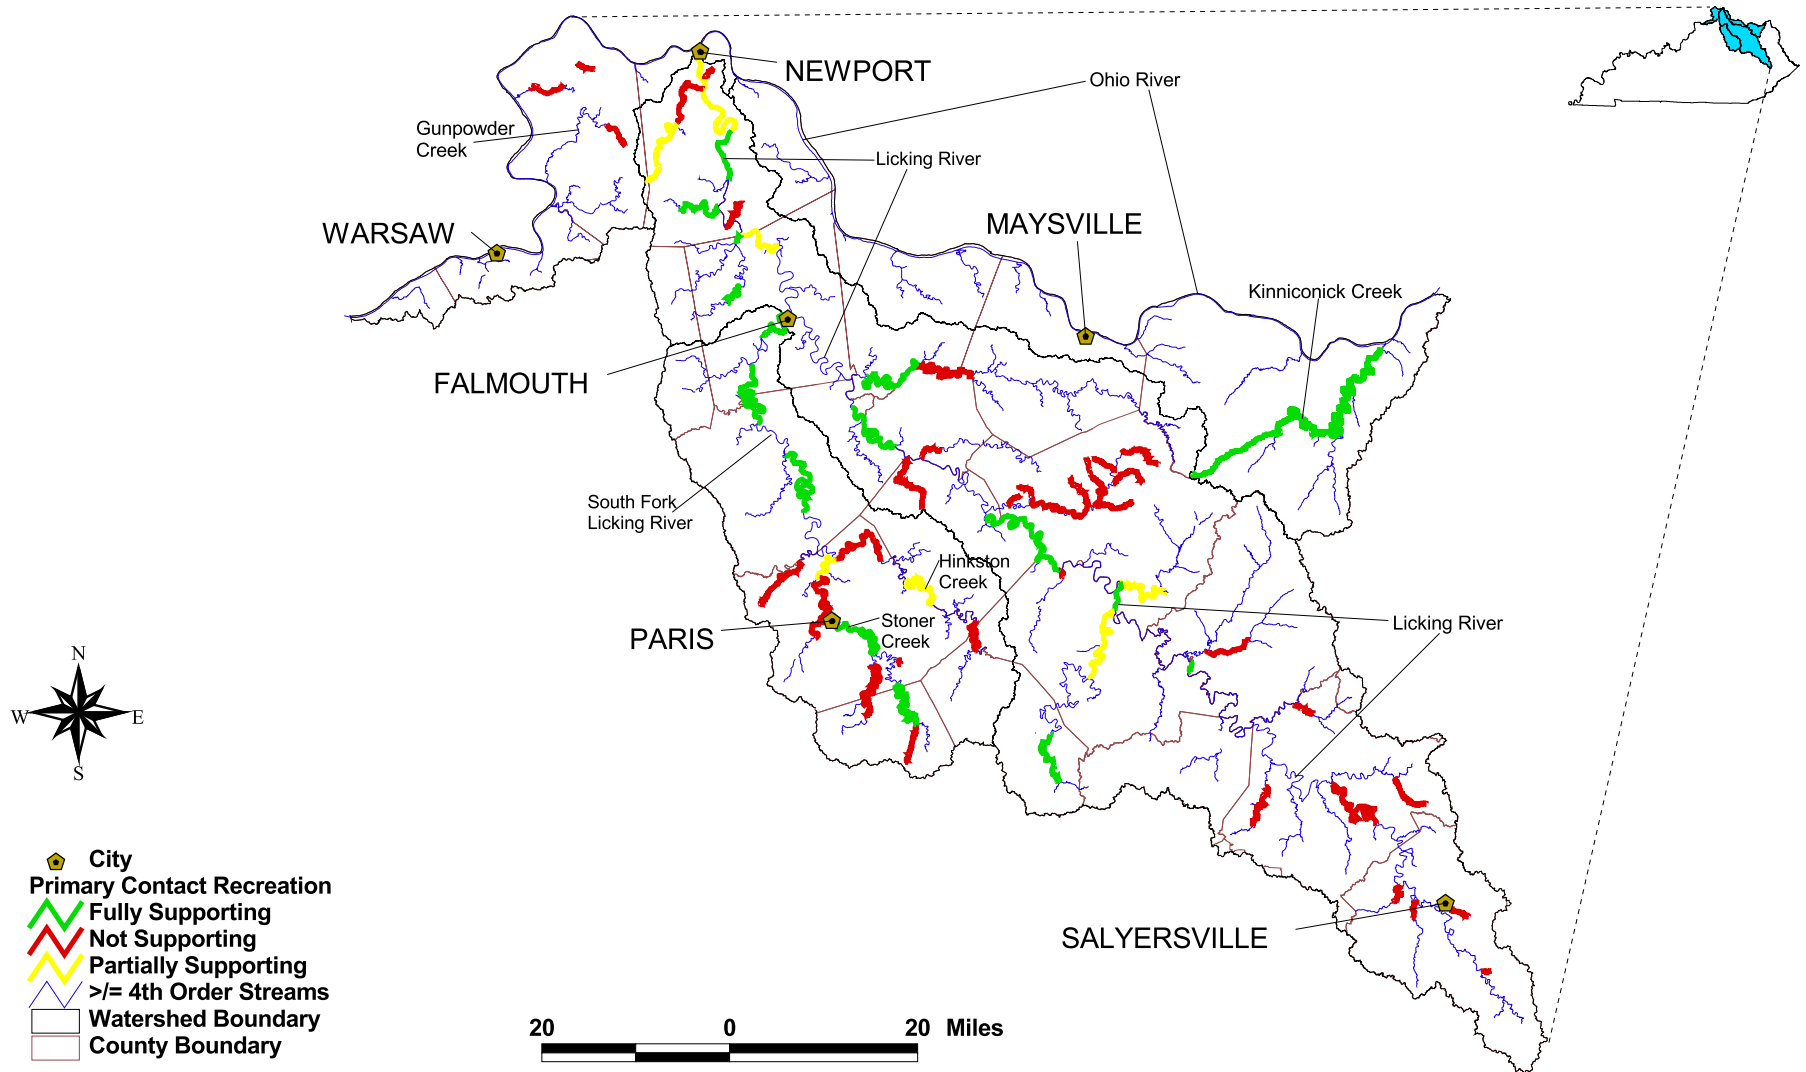 NEWPORT
Ohio River
Gunpowder
Creek
Licking River
WARSAW
MAYSVILLE
Kinniconick Creek
FALMOUTH
South Fork
Licking River
Hinkston
Creek
Stoner
Creek
PARIS
Licking River
N
W
E
S
SALYERSVILLE
City
Primary Contact Recreation
Fully Supporting
Not Supporting
Partially Supporting
>/= 4th Order Streams
Watershed Boundary
County Boundary
20 0 20 Miles